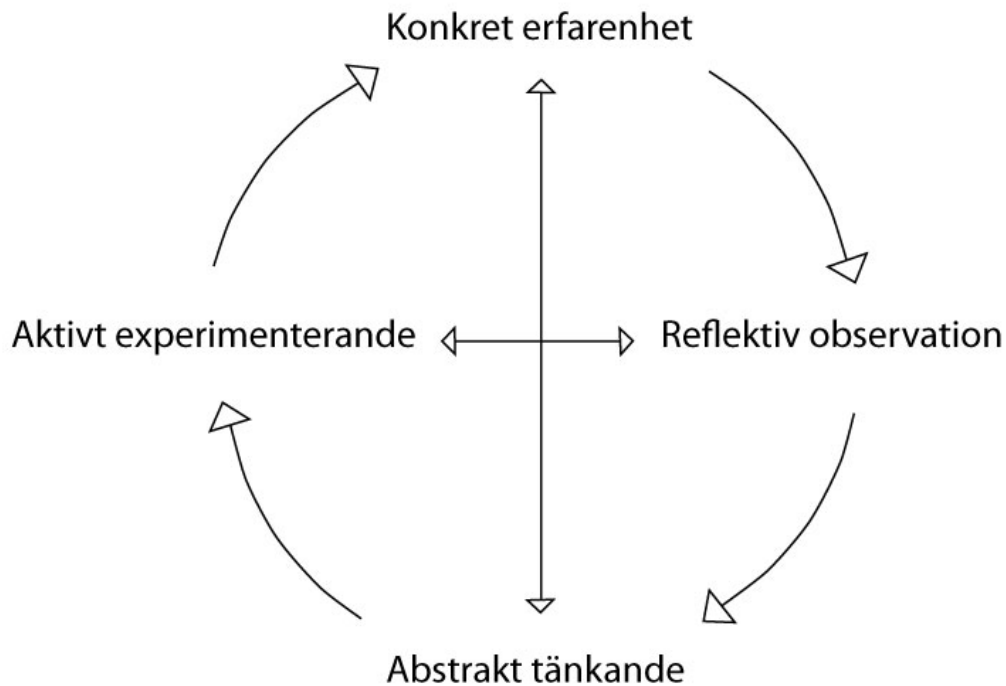 Konkret erfarenhet
Aktivt experimenterande
Reflektiv observation
Abstrakt tänkande